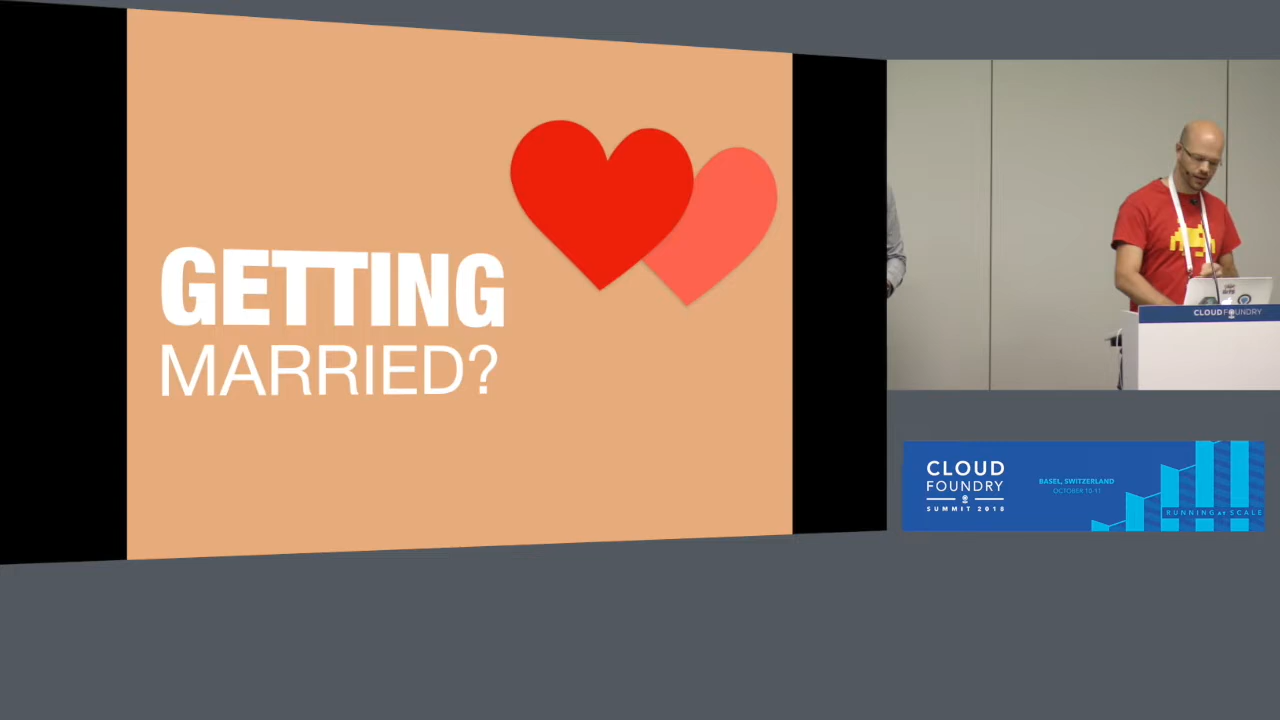 GETTING
MARRIED?
CLOUD FOUNDRY
CLOUD
FOUNDRY
SUMMIT 2018
BASEL, SWITZERLAND
OCTOBER 10-11
RUNNING AT SCALE